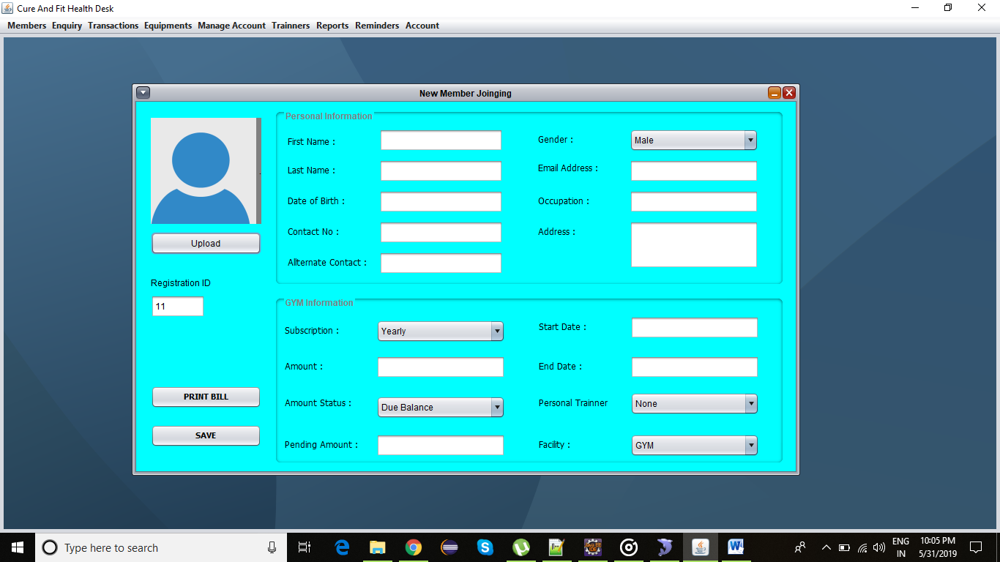 Cure And Fit Health Desk
Members Enquiry Transactions Equipments Manage Account Trainners Reports Reminders Account
New Member Joinging
Personal Information
First Name :
Gender :
Male
Last Name :
Email Address :
Date of Birth :
Occupation :
Contact No :
Address :
Allternate Contact :
Upload
Registration ID
11
GYM Information
Subscription :
Yearly
Start Date :
Amount :
End Date :
Amount Status :
Due Balance
Personal Trainner
None
Pending Amount :
Facility :
GYM
PRINT BILL
SAVE
Type here to search
ENG
IN
10:05 PM
5/31/2019